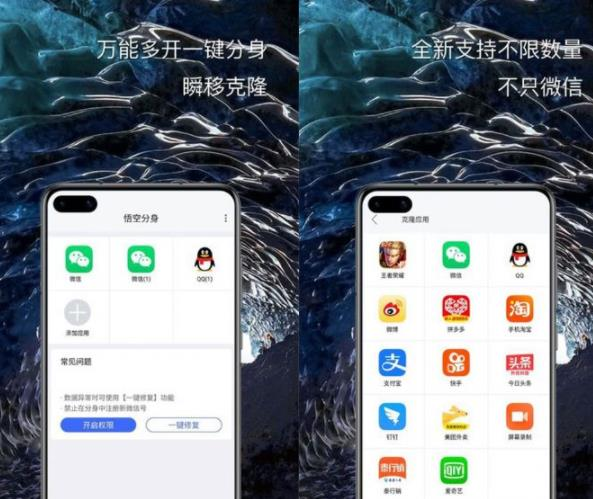 万能多开一键分身
瞬移克隆
悟空分身
微信
微信(1)
QQ(1)
添加应用
常见问题
· 数据异常时可使用【一键修复】功能
· 禁止在分身中注册新微信号
开启权限
一键修复
全新支持不限数量
不只微信
克隆应用
王者荣耀
微信
QQ
微博
拼多多
手机淘宝
支付宝
快手
头条
今日头条
钉钉
美团外卖
屏幕录制
泰行销
泰行销
iQIYI
爱奇艺